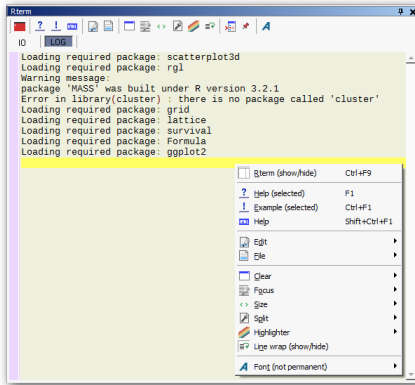 Rterm
IO LOG
Loading required package: scatterplot3d
Loading required package: rgl
Warning message:
package 'MASS' was built under R version 3.2.1
Error in library(cluster) : there is no package called 'cluster'
Loading required package: grid
Loading required package: lattice
Loading required package: survival
Loading required package: Formula
Loading required package: ggplot2
Rterm (show/hide) Ctrl+F9
Help (selected) F1
Example (selected) Ctrl+F1
Help Shift+Ctrl+F1
Edit
File
Clear
Focus
Size
Split
Highlighter
Line wrap (show/hide)
Font (not permanent)